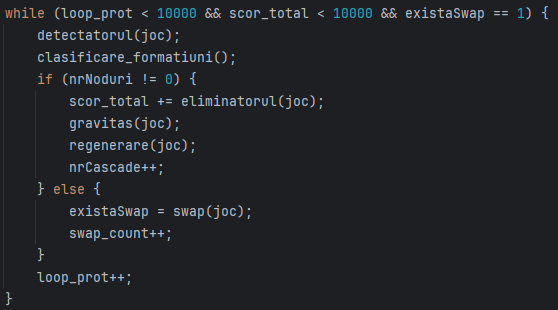 while (loop_prot < 10000 && scor_total < 10000 && existaSwap == 1) {
    detectatorul(joc);
    clasificare_formatiuni();
    if (nrNoduri != 0) {
        scor_total += eliminatorul(joc);
        gravitas(joc);
        regenerare(joc);
        nrCascade++;
    } else {
        existaSwap = swap(joc);
        swap_count++;
    }
    loop_prot++;
}